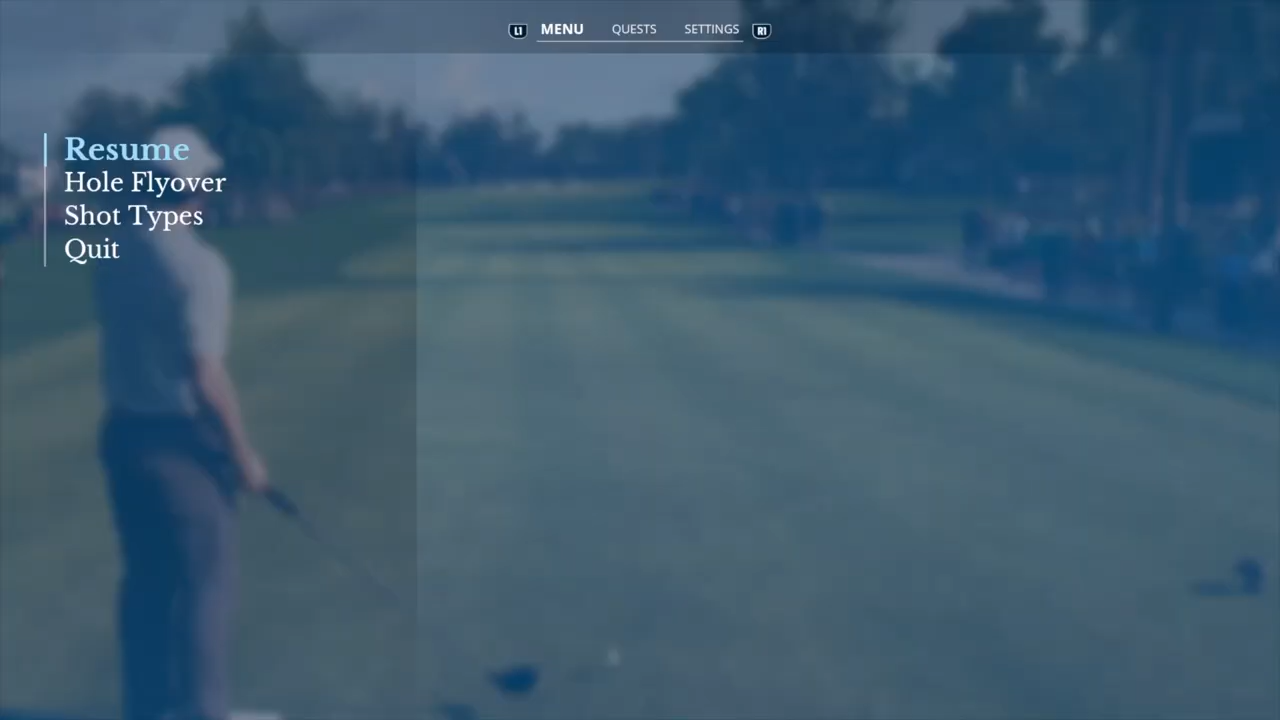 L1 MENU QUESTS SETTINGS R1
Resume
Hole Flyover
Shot Types
Quit